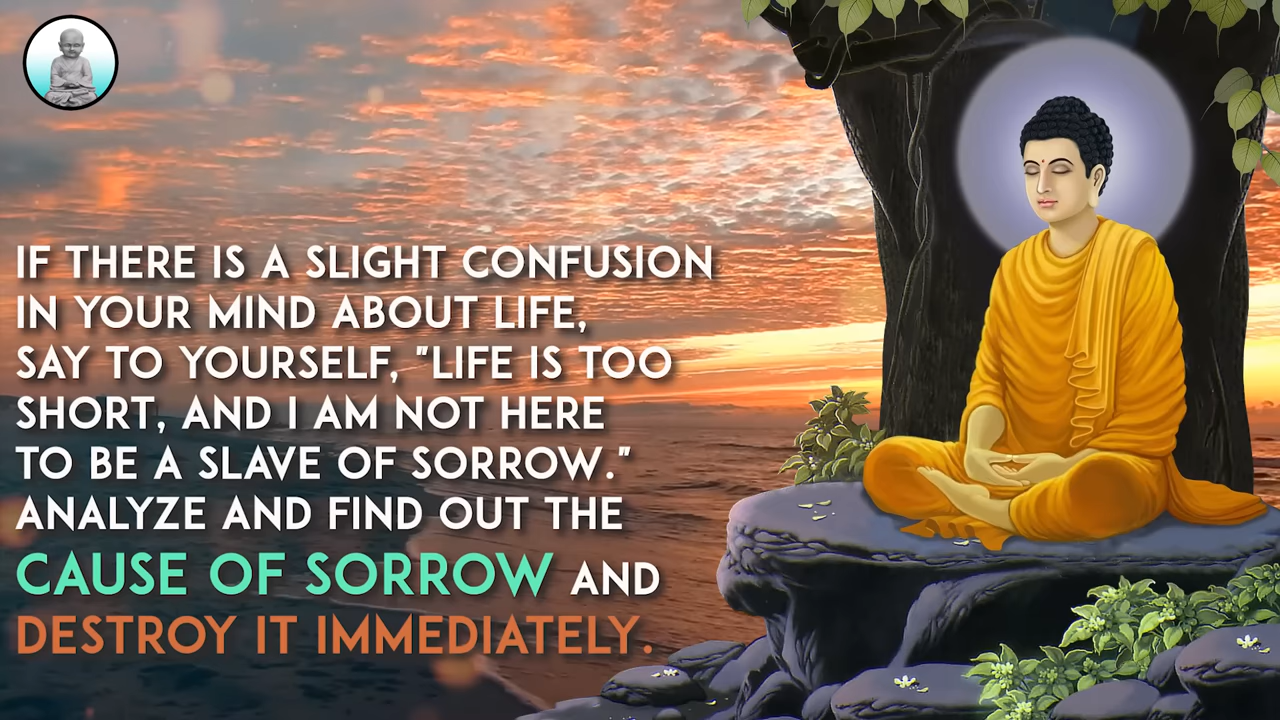 IF THERE IS A SLIGHT CONFUSION
IN YOUR MIND ABOUT LIFE,
SAY TO YOURSELF, "LIFE IS TOO
SHORT, AND I AM NOT HERE
TO BE A SLAVE OF SORROW."
ANALYZE AND FIND OUT THE
CAUSE OF SORROW AND
DESTROY IT IMMEDIATELY.